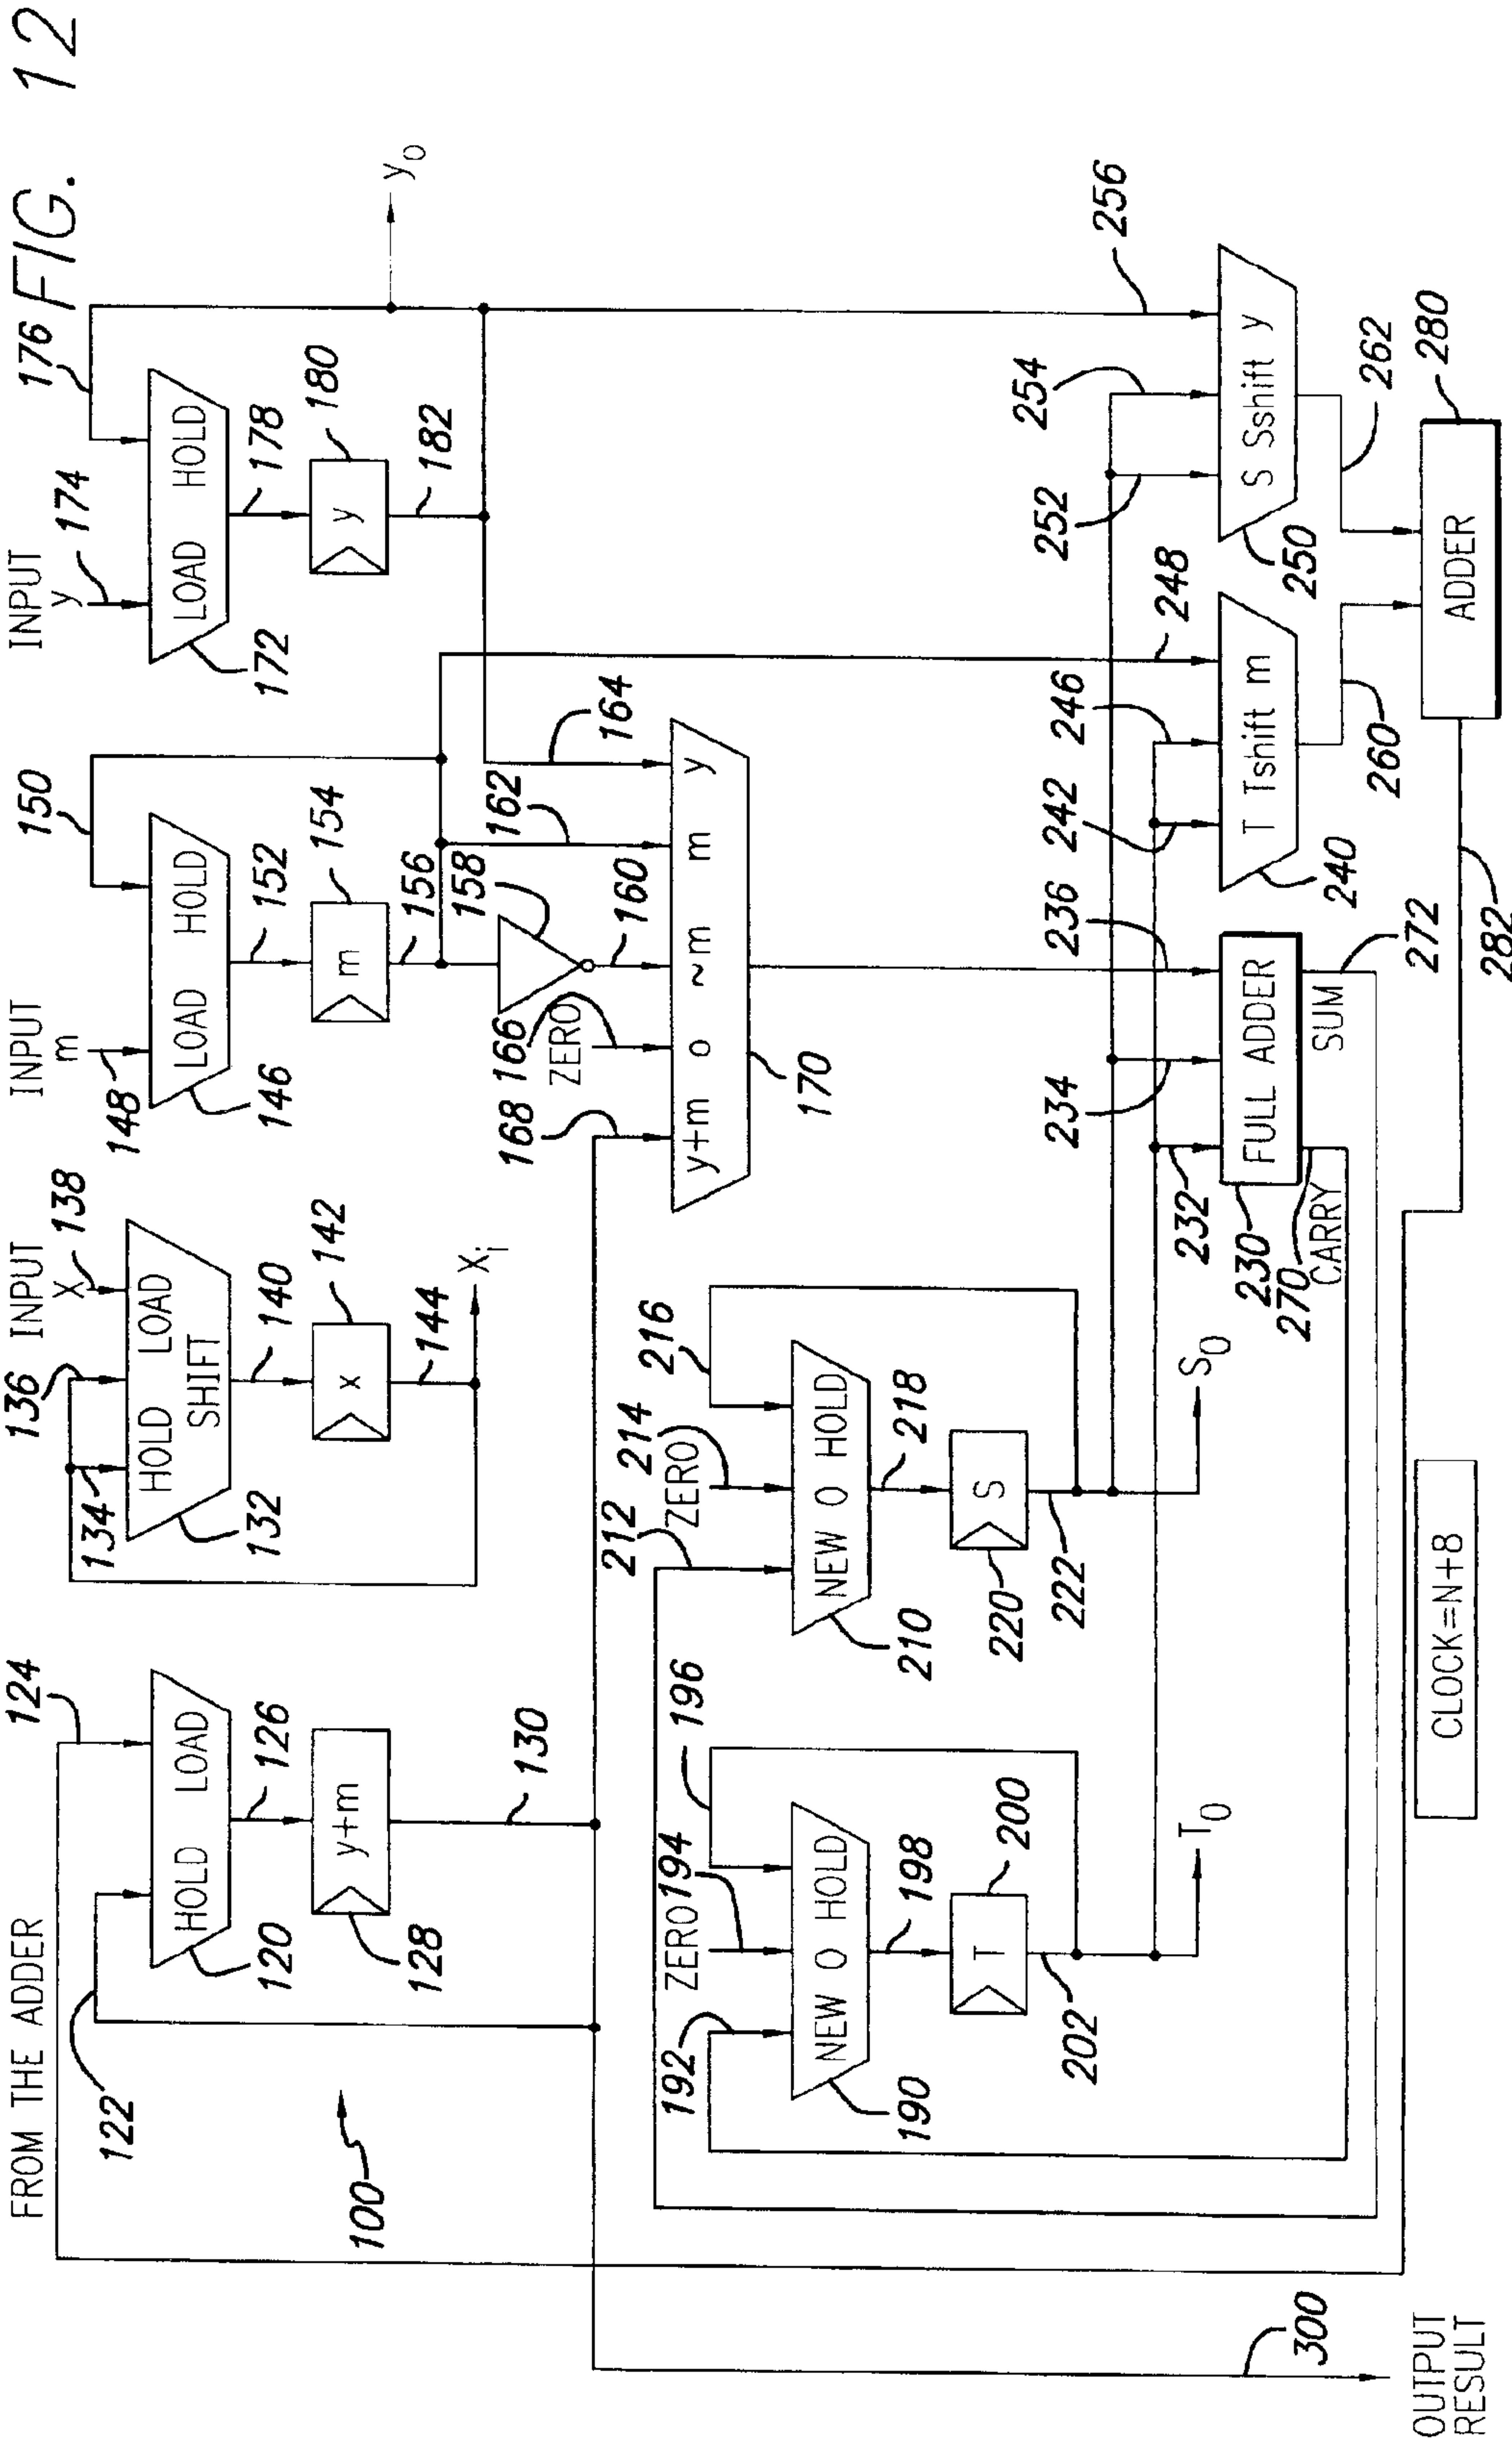 FIG. 12
FROM THE ADDER
124
122
HOLD LOAD
120
126
y+m
128
130
100
INPUT
x
138
136
134
HOLD LOAD
SHIFT
132
140
x
142
144
Xi
INPUT
m
148
150
LOAD HOLD
146
152
m
154
156
158
INPUT
y
174
176
LOAD HOLD
172
178
y
180
182
y0
168
166
ZERO
160
162
164
y+m 0 ~m m y
170
192
ZERO
194
196
NEW 0 HOLD
190
198
T
200
202
T0
212
ZERO
214
216
NEW 0 HOLD
210
218
S
220
222
S0
232
234
236
FULL ADDER
230
270
CARRY
SUM
272
242
246
248
T Tshift m
240
260
252
254
256
S Sshift y
250
262
ADDER
280
282
300
OUTPUT
RESULT
CLOCK=N+8